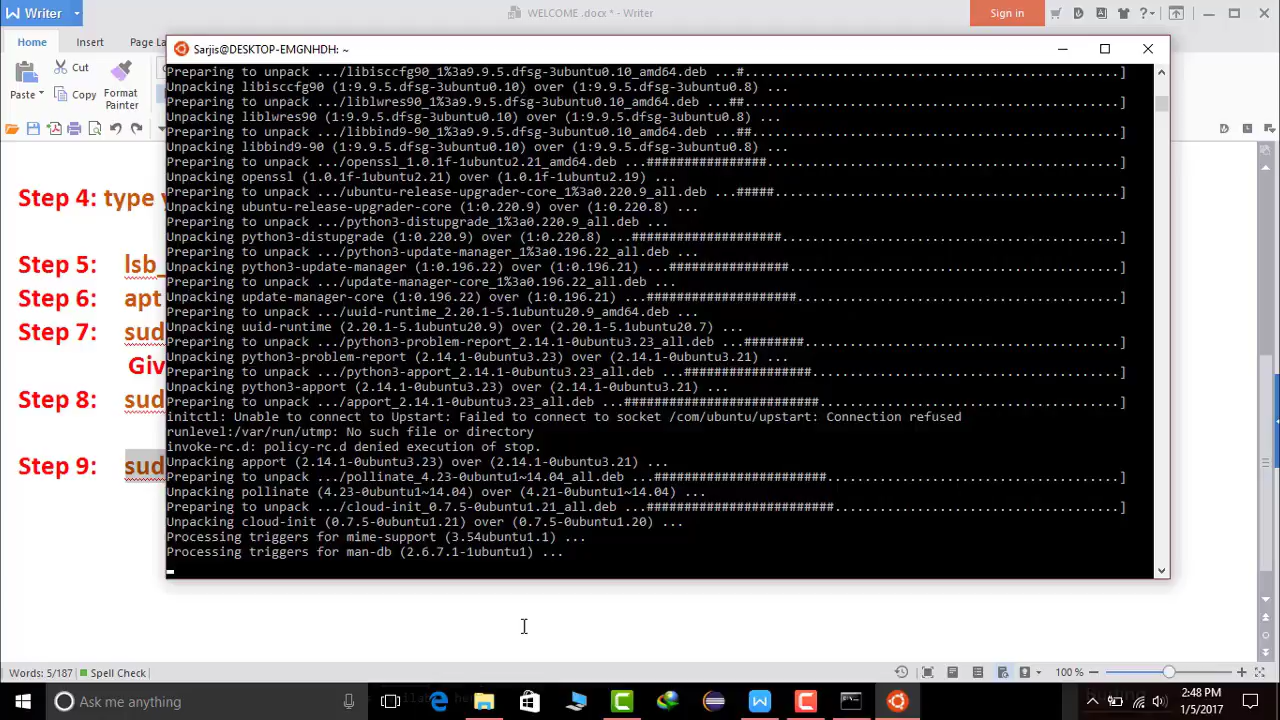 Writer
WELCOME .docx * - Writer
Sign in
Home Insert Page La
Paste Cut Copy Format Painter
Sarjis@DESKTOP-EMGNHDH: ~
Preparing to unpack .../libisccfg90_1%3a9.9.5.dfsg-3ubuntu0.10_amd64.deb ...#..................................................]
Unpacking libisccfg90 (1:9.9.5.dfsg-3ubuntu0.10) over (1:9.9.5.dfsg-3ubuntu0.8) ...
Preparing to unpack .../liblwres90_1%3a9.9.5.dfsg-3ubuntu0.10_amd64.deb ...##..................................................]
Unpacking liblwres90 (1:9.9.5.dfsg-3ubuntu0.10) over (1:9.9.5.dfsg-3ubuntu0.8) ...
Preparing to unpack .../libbind9-90_1%3a9.9.5.dfsg-3ubuntu0.10_amd64.deb ...##..................................................]
Unpacking libbind9-90 (1:9.9.5.dfsg-3ubuntu0.10) over (1:9.9.5.dfsg-3ubuntu0.8) ...
Preparing to unpack .../openssl_1.0.1f-1ubuntu2.21_amd64.deb ...################...............................................]
Unpacking openssl (1.0.1f-1ubuntu2.21) over (1.0.1f-1ubuntu2.19) ...
Preparing to unpack .../ubuntu-release-upgrader-core_1%3a0.220.9_all.deb ...#####..............................................]
Unpacking ubuntu-release-upgrader-core (1:0.220.9) over (1:0.220.8) ...
Preparing to unpack .../python3-distupgrade_1%3a0.220.9_all.deb ...
Unpacking python3-distupgrade (1:0.220.9) over (1:0.220.8) ...####################.............................................]
Preparing to unpack .../python3-update-manager_1%3a0.196.22_all.deb ...
Unpacking python3-update-manager (1:0.196.22) over (1:0.196.21) ...################............................................]
Preparing to unpack .../update-manager-core_1%3a0.196.22_all.deb ...
Unpacking update-manager-core (1:0.196.22) over (1:0.196.21) ...####################...........................................]
Preparing to unpack .../uuid-runtime_2.20.1-5.1ubuntu20.9_amd64.deb ...
Unpacking uuid-runtime (2.20.1-5.1ubuntu20.9) over (2.20.1-5.1ubuntu20.7) ...
Preparing to unpack .../python3-problem-report_2.14.1-0ubuntu3.23_all.deb ...########..........................................]
Unpacking python3-problem-report (2.14.1-0ubuntu3.23) over (2.14.1-0ubuntu3.21) ...
Preparing to unpack .../python3-apport_2.14.1-0ubuntu3.23_all.deb ...#################.........................................]
Unpacking python3-apport (2.14.1-0ubuntu3.23) over (2.14.1-0ubuntu3.21) ...
Preparing to unpack .../apport_2.14.1-0ubuntu3.23_all.deb ...##########################........................................]
initctl: Unable to connect to Upstart: Failed to connect to socket /com/ubuntu/upstart: Connection refused
runlevel:/var/run/utmp: No such file or directory
invoke-rc.d: policy-rc.d denied execution of stop.
Unpacking apport (2.14.1-0ubuntu3.23) over (2.14.1-0ubuntu3.21) ...
Preparing to unpack .../pollinate_4.23-0ubuntu1~14.04_all.deb ...#######################.......................................]
Unpacking pollinate (4.23-0ubuntu1~14.04) over (4.21-0ubuntu1~14.04) ...
Preparing to unpack .../cloud-init_0.7.5-0ubuntu1.21_all.deb ...#########################......................................]
Unpacking cloud-init (0.7.5-0ubuntu1.21) over (0.7.5-0ubuntu1.20) ...
Processing triggers for mime-support (3.54ubuntu1.1) ...
Processing triggers for man-db (2.6.7.1-1ubuntu1) ...
Step 4: type
Step 5: lsb_
Step 6: apt
Step 7: sud
Giv
Step 8: sud
Step 9: sud
Words: 5/187 Spell Check 100 %
Ask me anything
2:48 PM
1/5/2017